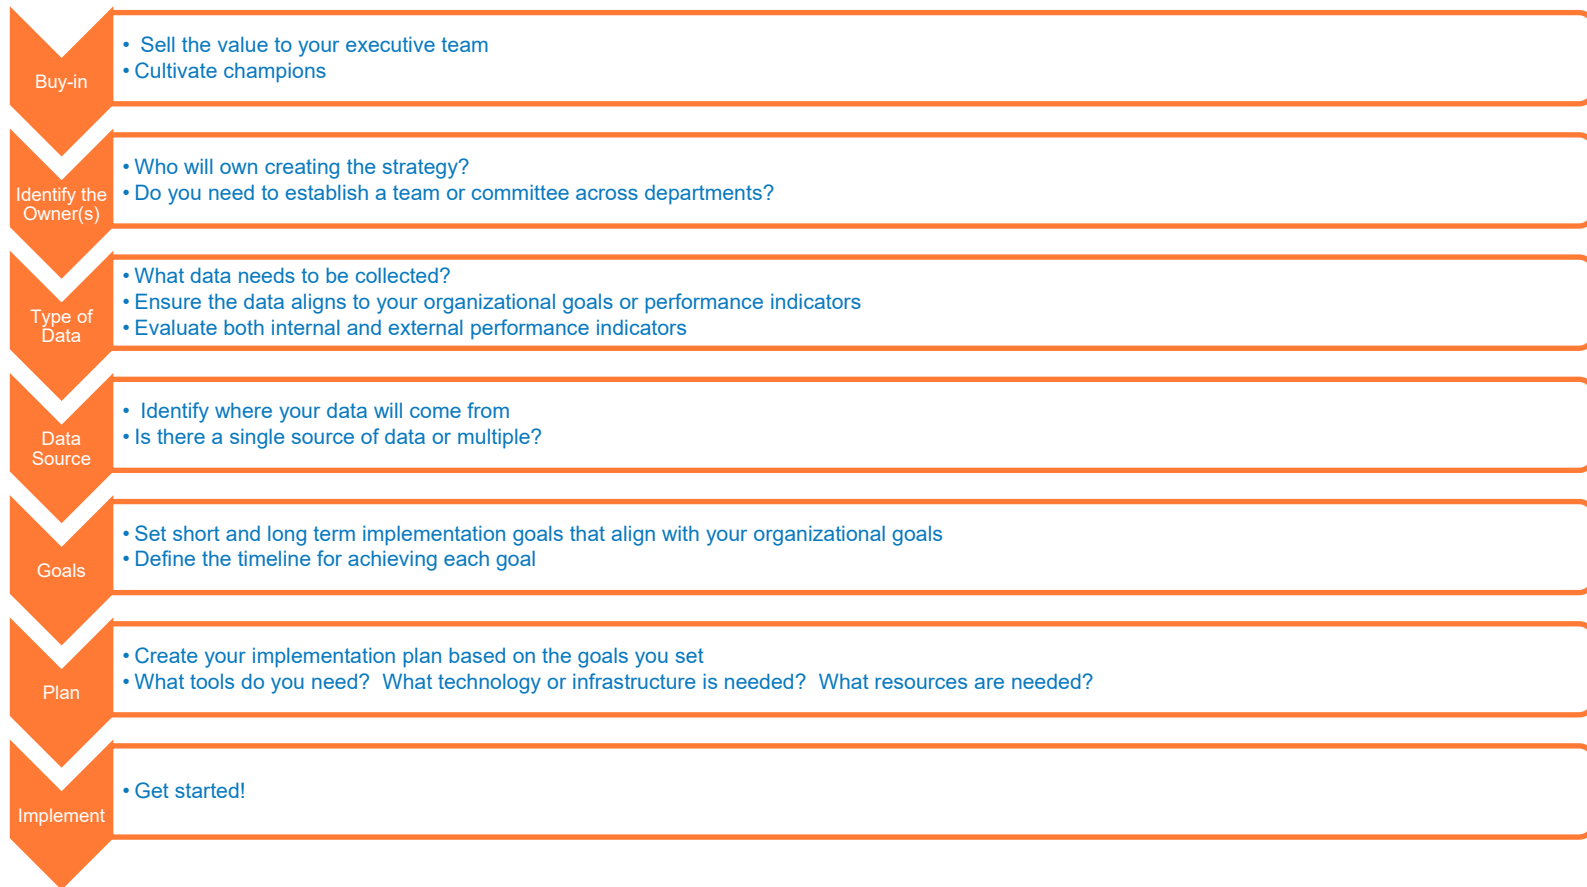 Buy-in
• Sell the value to your executive team
• Cultivate champions
Identify the
Owner(s)
• Who will own creating the strategy?
• Do you need to establish a team or committee across departments?
Type of
Data
• What data needs to be collected?
• Ensure the data aligns to your organizational goals or performance indicators
• Evaluate both internal and external performance indicators
Data
Source
• Identify where your data will come from
• Is there a single source of data or multiple?
Goals
• Set short and long term implementation goals that align with your organizational goals
• Define the timeline for achieving each goal
Plan
• Create your implementation plan based on the goals you set
• What tools do you need?  What technology or infrastructure is needed?  What resources are needed?
Implement
• Get started!